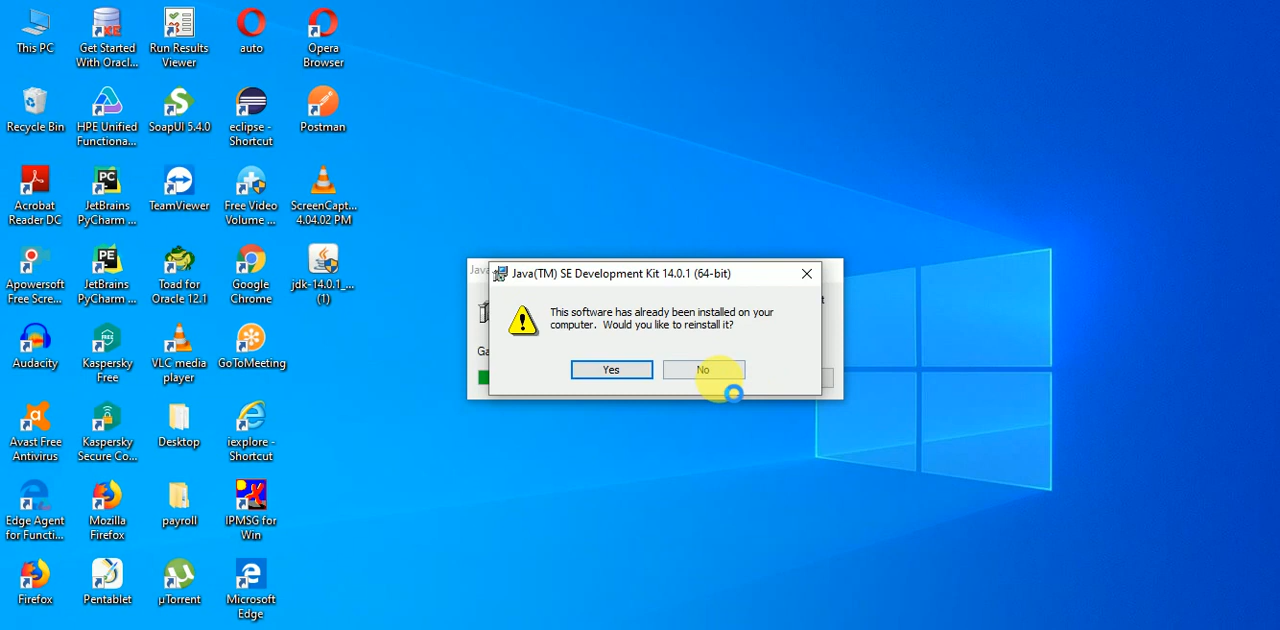 This PC
Get Started
With Oracl...
Run Results
Viewer
auto
Opera
Browser
Recycle Bin
HPE Unified
Functiona...
SoapUI 5.4.0
eclipse -
Shortcut
Postman
Acrobat
Reader DC
JetBrains
PyCharm ...
TeamViewer
Free Video
Volume ...
ScreenCapt...
4.04.02 PM
Apowersoft
Free Scre...
JetBrains
PyCharm ...
Toad for
Oracle 12.1
Google
Chrome
jdk-14.0.1_...
(1)
Audacity
Kaspersky
Free
VLC media
player
GoToMeeting
Avast Free
Antivirus
Kaspersky
Secure Co...
Desktop
iexplore -
Shortcut
Edge Agent
for Functi...
Mozilla
Firefox
payroll
IPMSG for
Win
Firefox
Pentablet
µTorrent
Microsoft
Edge
Java
Ga
t
Java(TM) SE Development Kit 14.0.1 (64-bit)
This software has already been installed on your
computer. Would you like to reinstall it?
Yes
No